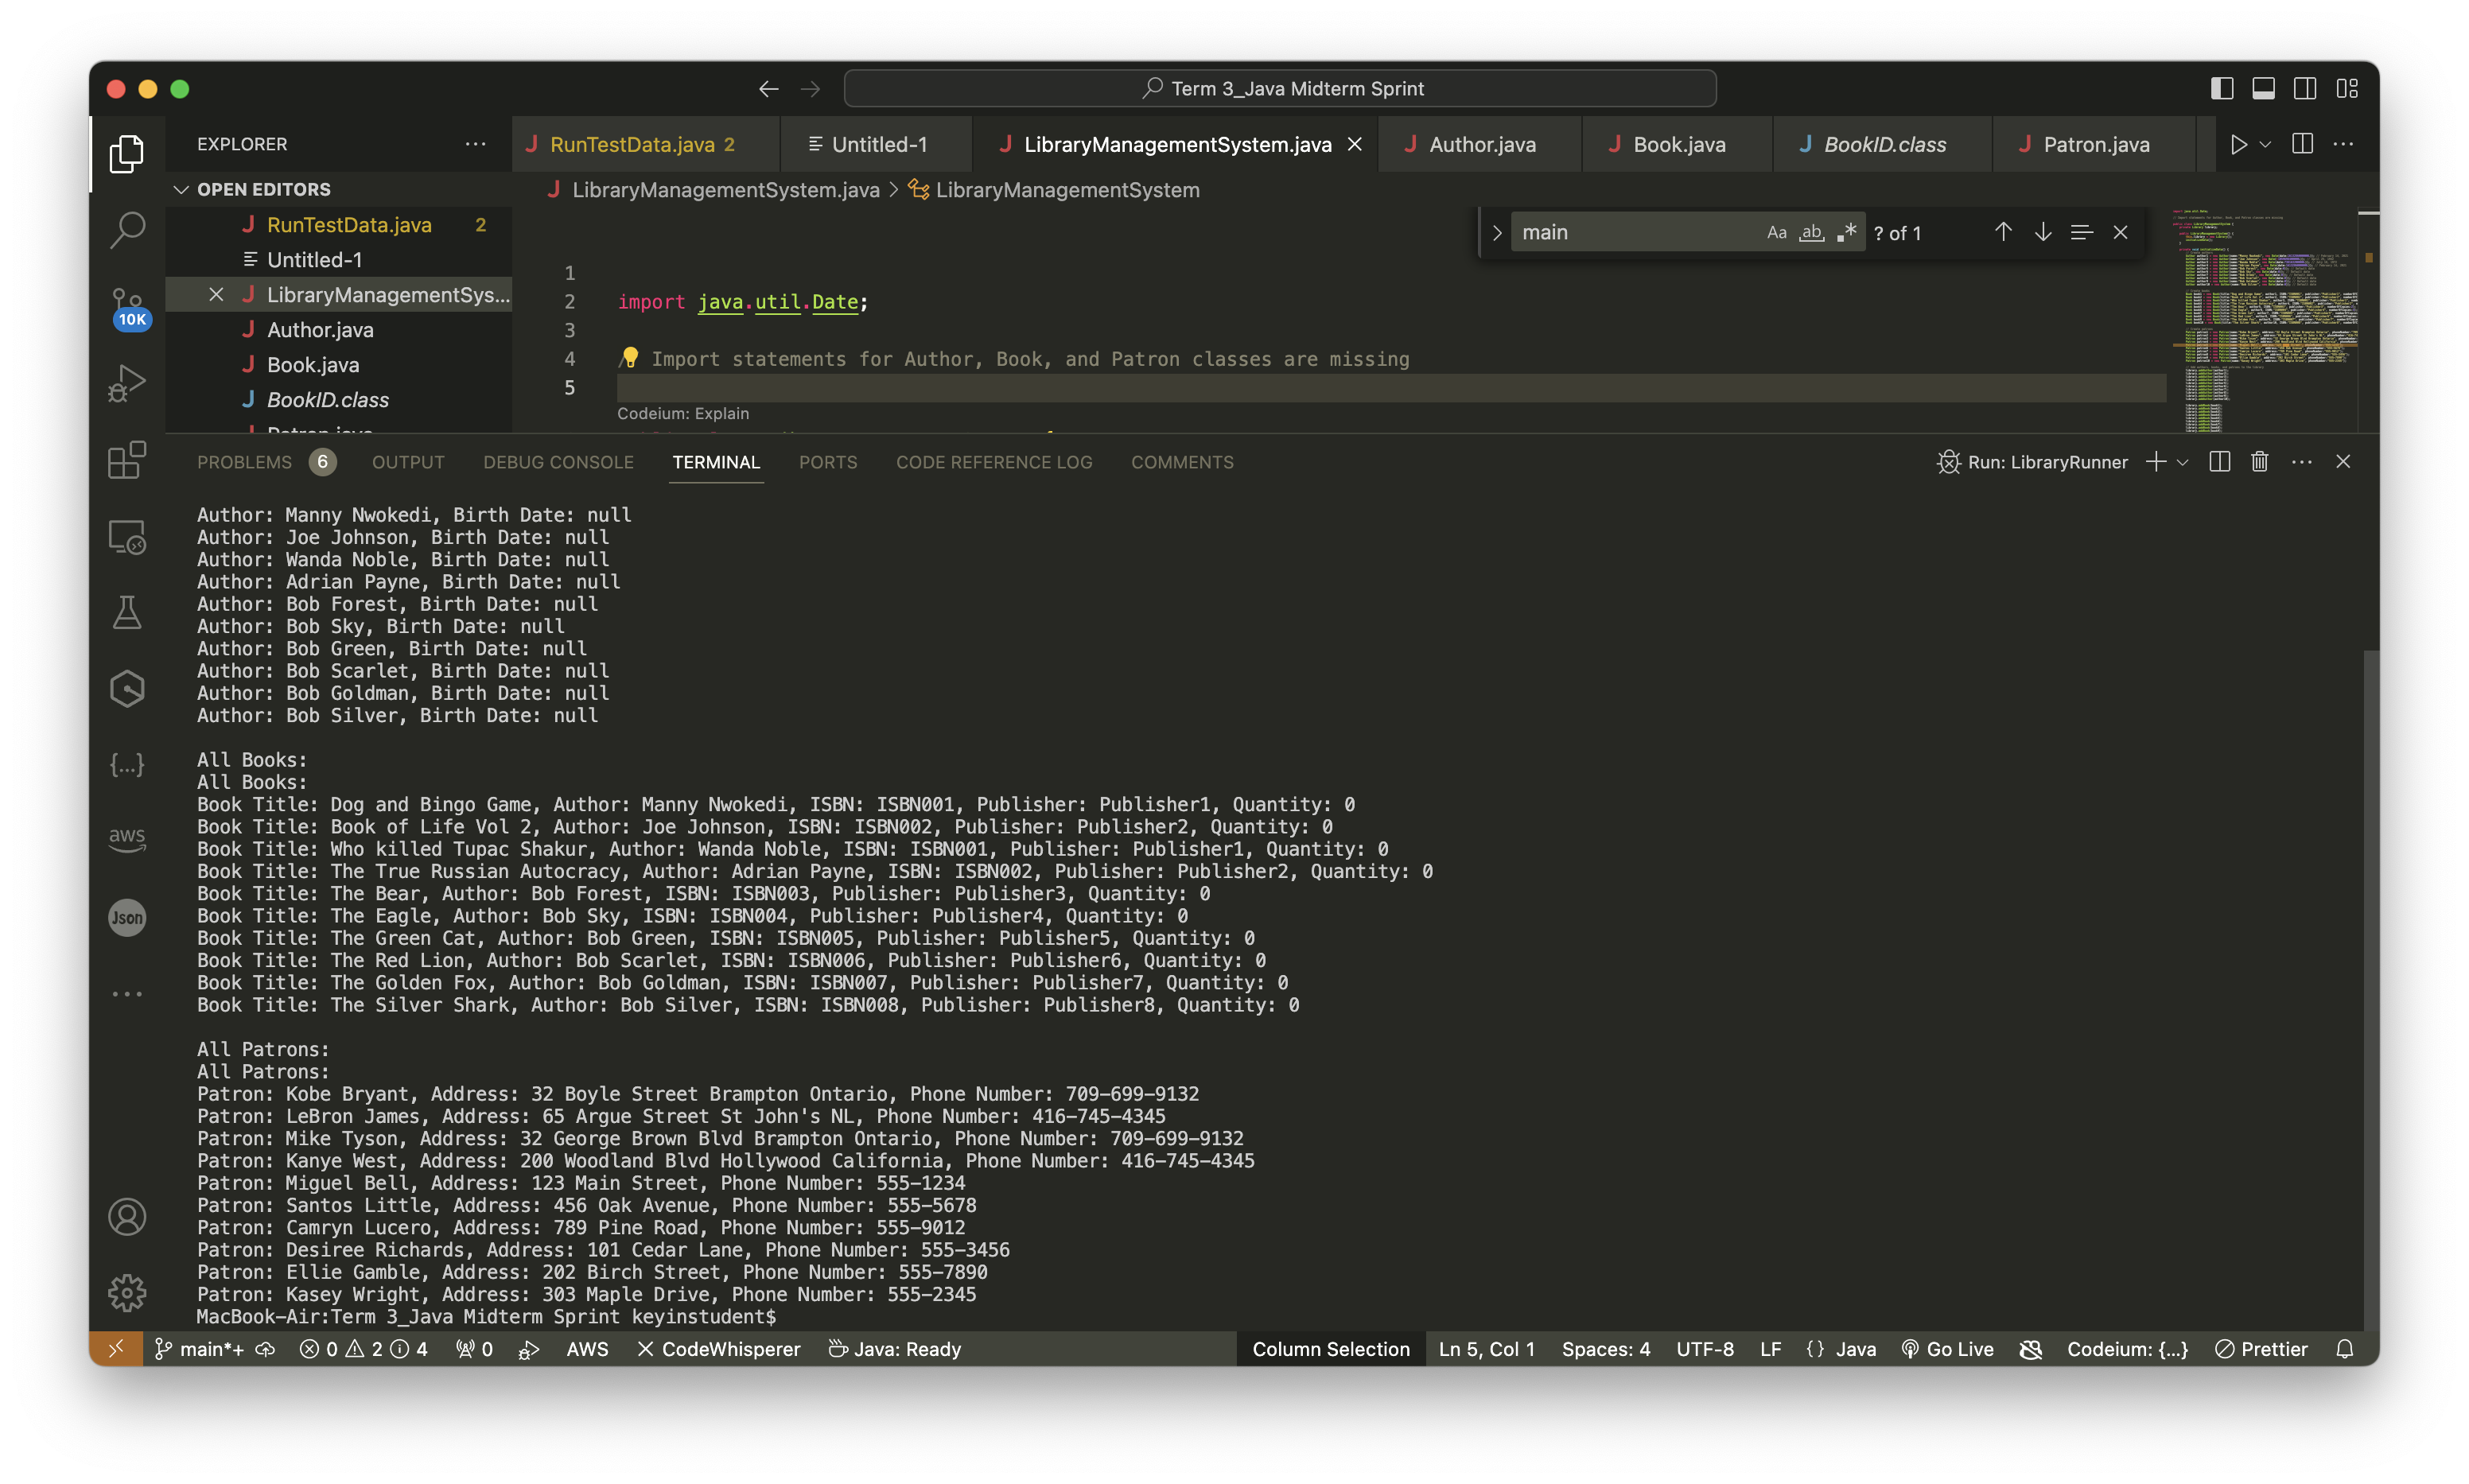 Term 3_Java Midterm Sprint
EXPLORER
RunTestData.java 2
Untitled-1
LibraryManagementSystem.java
Author.java
Book.java
BookID.class
Patron.java
OPEN EDITORS
LibraryManagementSystem.java > LibraryManagementSystem
RunTestData.java 2
Untitled-1
LibraryManagementSys...
Author.java
Book.java
BookID.class
Patron.java
main
Aa ab ? of 1
1
2 import java.util.Date;
3
4 Import statements for Author, Book, and Patron classes are missing
5
Codeium: Explain
10K
PROBLEMS 6 OUTPUT DEBUG CONSOLE TERMINAL PORTS CODE REFERENCE LOG COMMENTS
Run: LibraryRunner
Author: Manny Nwokedi, Birth Date: null
Author: Joe Johnson, Birth Date: null
Author: Wanda Noble, Birth Date: null
Author: Adrian Payne, Birth Date: null
Author: Bob Forest, Birth Date: null
Author: Bob Sky, Birth Date: null
Author: Bob Green, Birth Date: null
Author: Bob Scarlet, Birth Date: null
Author: Bob Goldman, Birth Date: null
Author: Bob Silver, Birth Date: null
All Books:
All Books:
Book Title: Dog and Bingo Game, Author: Manny Nwokedi, ISBN: ISBN001, Publisher: Publisher1, Quantity: 0
Book Title: Book of Life Vol 2, Author: Joe Johnson, ISBN: ISBN002, Publisher: Publisher2, Quantity: 0
Book Title: Who killed Tupac Shakur, Author: Wanda Noble, ISBN: ISBN001, Publisher: Publisher1, Quantity: 0
Book Title: The True Russian Autocracy, Author: Adrian Payne, ISBN: ISBN002, Publisher: Publisher2, Quantity: 0
Book Title: The Bear, Author: Bob Forest, ISBN: ISBN003, Publisher: Publisher3, Quantity: 0
Book Title: The Eagle, Author: Bob Sky, ISBN: ISBN004, Publisher: Publisher4, Quantity: 0
Book Title: The Green Cat, Author: Bob Green, ISBN: ISBN005, Publisher: Publisher5, Quantity: 0
Book Title: The Red Lion, Author: Bob Scarlet, ISBN: ISBN006, Publisher: Publisher6, Quantity: 0
Book Title: The Golden Fox, Author: Bob Goldman, ISBN: ISBN007, Publisher: Publisher7, Quantity: 0
Book Title: The Silver Shark, Author: Bob Silver, ISBN: ISBN008, Publisher: Publisher8, Quantity: 0
All Patrons:
All Patrons:
Patron: Kobe Bryant, Address: 32 Boyle Street Brampton Ontario, Phone Number: 709-699-9132
Patron: LeBron James, Address: 65 Argue Street St John's NL, Phone Number: 416-745-4345
Patron: Mike Tyson, Address: 32 George Brown Blvd Brampton Ontario, Phone Number: 709-699-9132
Patron: Kanye West, Address: 200 Woodland Blvd Hollywood California, Phone Number: 416-745-4345
Patron: Miguel Bell, Address: 123 Main Street, Phone Number: 555-1234
Patron: Santos Little, Address: 456 Oak Avenue, Phone Number: 555-5678
Patron: Camryn Lucero, Address: 789 Pine Road, Phone Number: 555-9012
Patron: Desiree Richards, Address: 101 Cedar Lane, Phone Number: 555-3456
Patron: Ellie Gamble, Address: 202 Birch Street, Phone Number: 555-7890
Patron: Kasey Wright, Address: 303 Maple Drive, Phone Number: 555-2345
MacBook-Air:Term 3_Java Midterm Sprint keyinstudent$
{...}
aws
Json
main*+ 0 2 4 0 AWS CodeWhisperer Java: Ready
Column Selection Ln 5, Col 1 Spaces: 4 UTF-8 LF {} Java Go Live Codeium: {...} Prettier